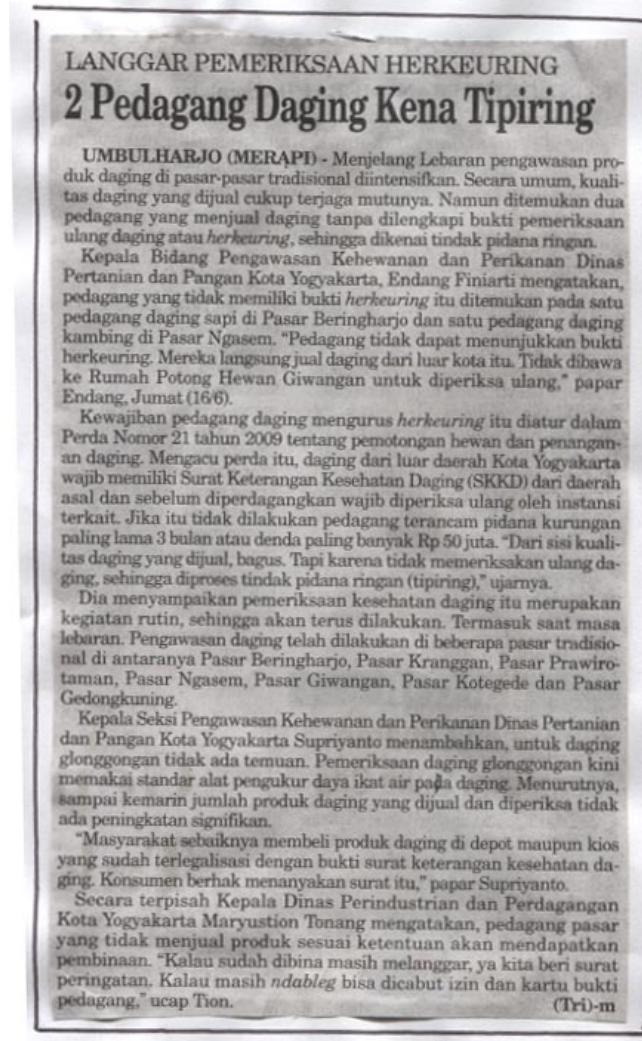 LANGGAR PEMERIKSAAN HERKEURING
2 Pedagang Daging Kena Tipiring
UMBULHARJO (MERAPI) - Menjelang Lebaran pengawasan pro-
duk daging di pasar-pasar tradisional diintensifkan. Secara umum, kuali-
tas daging yang dijual cukup terjaga mutunya. Namun ditemukan dua
pedagang yang menjual daging tanpa dilengkapi bukti pemeriksaan
ulang daging atau herkeuring, sehingga dikenai tindak pidana ringan.
Kepala Bidang Pengawasan Kehewanan dan Perikanan Dinas
Pertanian dan Pangan Kota Yogyakarta, Endang Finiarti mengatakan,
pedagang yang tidak memiliki bukti herkeuring itu ditemukan pada satu
pedagang daging sapi di Pasar Beringharjo dan satu pedagang daging
kambing di Pasar Ngasem. “Pedagang tidak dapat menunjukkan bukti
herkeuring. Mereka langsung jual daging dari luar kota itu. Tidak dibawa
ke Rumah Potong Hewan Giwangan untuk diperiksa ulang,” papar
Endang, Jumat (16/6).
Kewajiban pedagang daging mengurus herkeuring itu diatur dalam
Perda Nomor 21 tahun 2009 tentang pemotongan hewan dan penangan-
an daging. Mengacu perda itu, daging dari luar daerah Kota Yogyakarta
wajib memiliki Surat Keterangan Kesehatan Daging (SKKD) dari daerah
asal dan sebelum diperdagangkan wajib diperiksa ulang oleh instansi
terkait. Jika itu tidak dilakukan pedagang terancam pidana kurungan
paling lama 3 bulan atau denda paling banyak Rp 50 juta. “Dari sisi kuali-
tas daging yang dijual, bagus. Tapi karena tidak memeriksakan ulang da-
ging, sehingga diproses tindak pidana ringan (tipiring),” ujarnya.
Dia menyampaikan pemeriksaan kesehatan daging itu merupakan
kegiatan rutin, sehingga akan terus dilakukan. Termasuk saat masa
lebaran. Pengawasan daging telah dilakukan di beberapa pasar tradisio-
nal di antaranya Pasar Beringharjo, Pasar Kranggan, Pasar Prawiro-
taman, Pasar Ngasem, Pasar Giwangan, Pasar Kotegede dan Pasar
Gedongkuning.
Kepala Seksi Pengawasan Kehewanan dan Perikanan Dinas Pertanian
dan Pangan Kota Yogyakarta Supriyanto menambahkan, untuk daging
glonggongan tidak ada temuan. Pemeriksaan daging glonggongan kini
memakai standar alat pengukur daya ikat air pada daging. Menurutnya,
sampai kemarin jumlah produk daging yang dijual dan diperiksa tidak
ada peningkatan signifikan.
“Masyarakat sebaiknya membeli produk daging di depot maupun kios
yang sudah terlegalisasi dengan bukti surat keterangan kesehatan da-
ging. Konsumen berhak menanyakan surat itu,” papar Supriyanto.
Secara terpisah Kepala Dinas Perindustrian dan Perdagangan
Kota Yogyakarta Maryustion Tonang mengatakan, pedagang pasar
yang tidak menjual produk sesuai ketentuan akan mendapatkan
pembinaan. “Kalau sudah dibina masih melanggar, ya kita beri surat
peringatan. Kalau masih ndableg bisa dicabut izin dan kartu bukti
pedagang,” ucap Tion. (Tri)-m